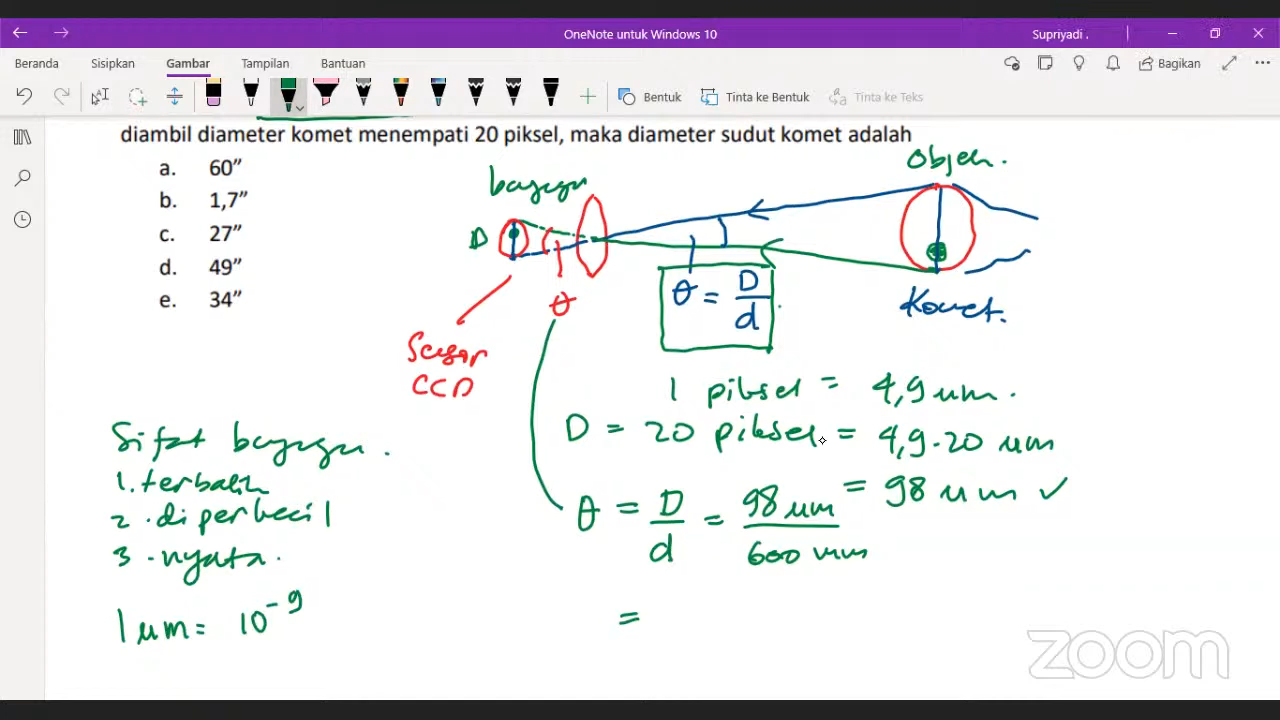 OneNote untuk Windows 10
Supriyadi .
Beranda Sisipkan Gambar Tampilan Bantuan
Bagikan
Bentuk Tinta ke Bentuk Tinta ke Teks
diambil diameter komet menempati 20 piksel, maka diameter sudut komet adalah
a. 60”
b. 1,7”
c. 27”
d. 49”
e. 34”
bayagan
Objek.
D
θ
θ = D/d
Komet.
Sensor
CCD
1 piksel = 4,9 um.
D = 20 piksel = 4,9.20 um
= 98 um ✓
θ = D/d = 98 um/600 mm
=
Sifat bayagan.
1. terbalik
2. diperkecil
3. nyata.
1 um = 10⁻⁹
zoom